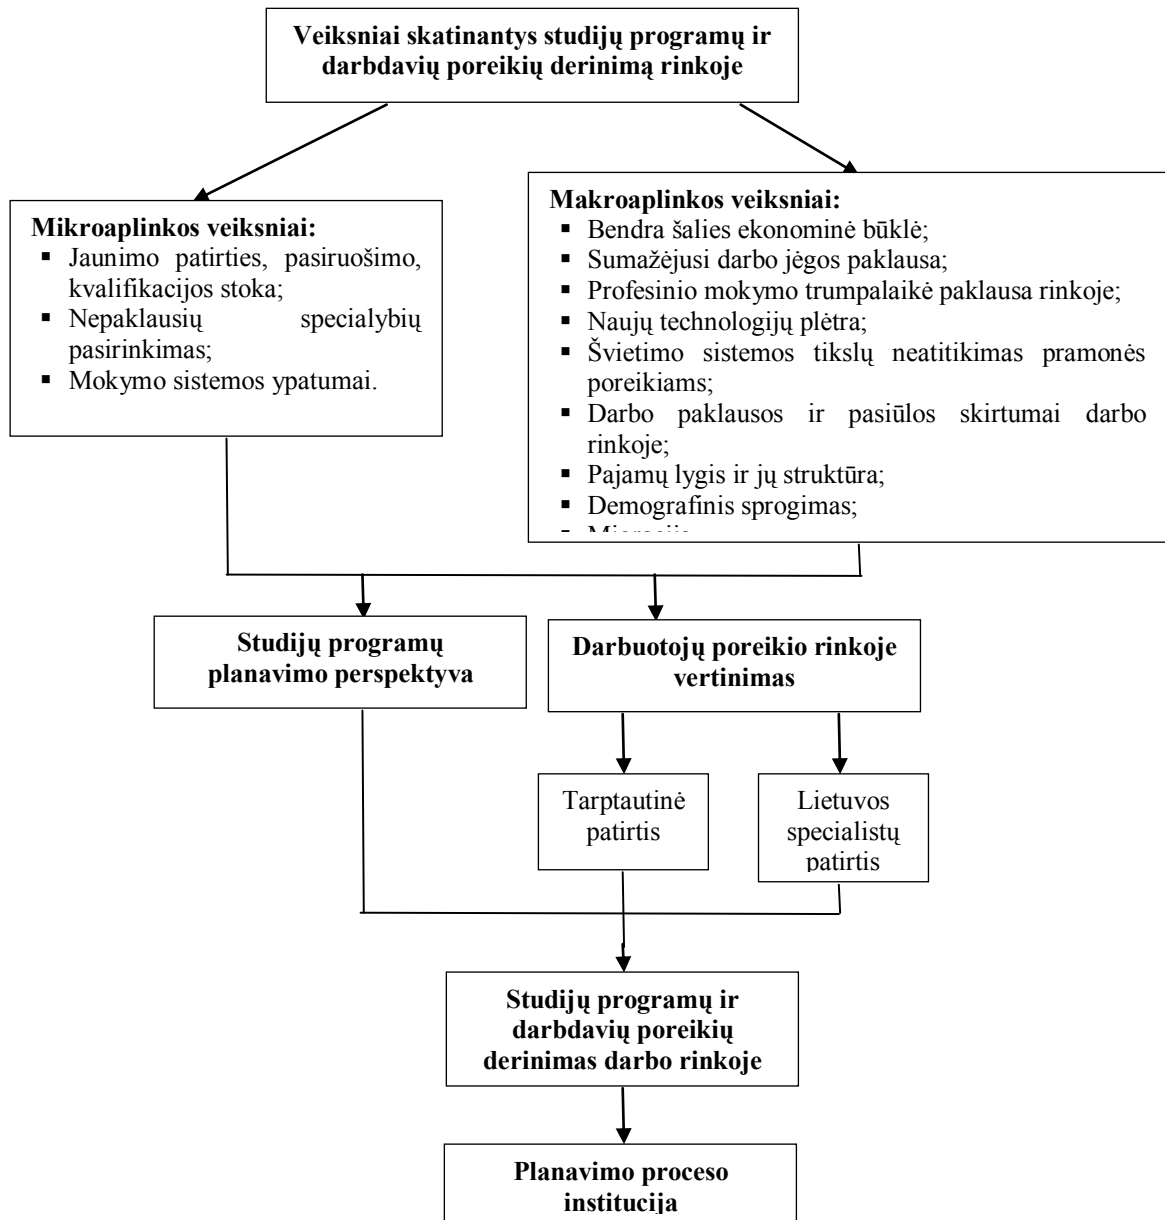 Veiksniai skatinantys studijų programų ir
darbdavių poreikių derinimą rinkoje
Mikroaplinkos veiksniai:
▪ Jaunimo patirties, pasiruošimo,
kvalifikacijos stoka;
▪ Nepaklausių specialybių
pasirinkimas;
▪ Mokymo sistemos ypatumai.
Makroaplinkos veiksniai:
▪ Bendra šalies ekonominė būklė;
▪ Sumažėjusi darbo jėgos paklausa;
▪ Profesinio mokymo trumpalaikė paklausa rinkoje;
▪ Naujų technologijų plėtra;
▪ Švietimo sistemos tikslų neatitikimas pramonės
poreikiams;
▪ Darbo paklausos ir pasiūlos skirtumai darbo
rinkoje;
▪ Pajamų lygis ir jų struktūra;
▪ Demografinis sprogimas;
Studijų programų
planavimo perspektyva
Darbuotojų poreikio rinkoje
vertinimas
Tarptautinė
patirtis
Lietuvos
specialistų
patirtis
Studijų programų ir
darbdavių poreikių
derinimas darbo rinkoje
Planavimo proceso
institucija